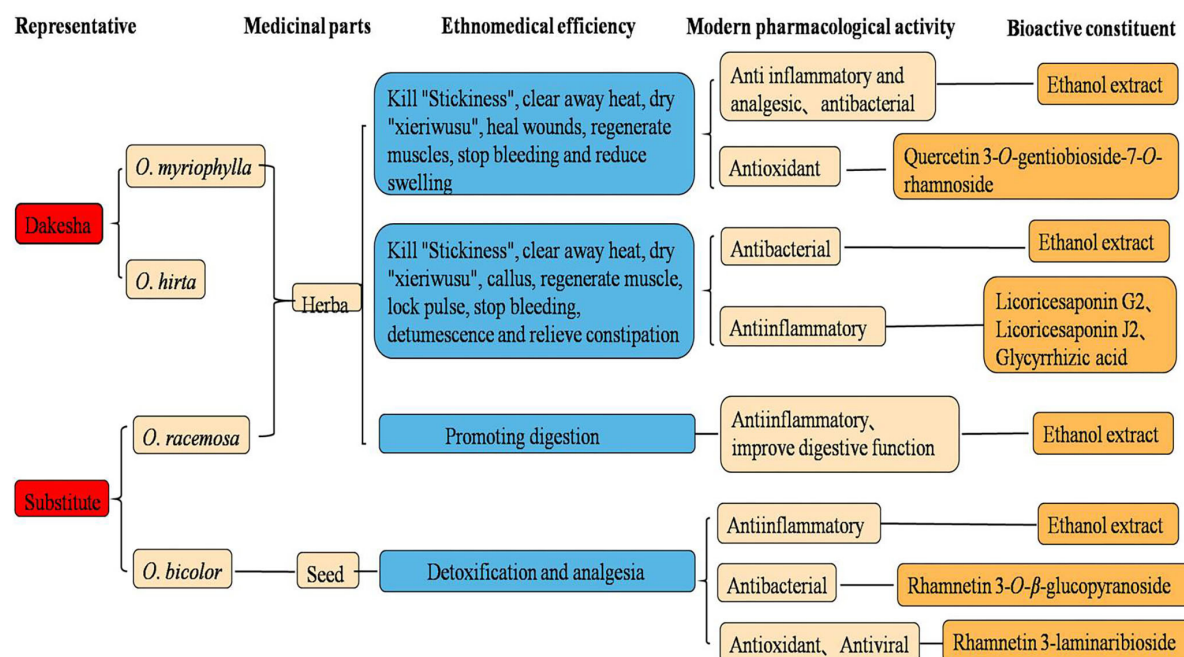 Representative
Medicinal parts
Ethnomedical efficiency
Modern pharmacological activity
Bioactive constituent
Dakesha
O. myriophylla
O. hirta
Substitute
O. racemosa
O. bicolor
Herba
Seed
Kill "Stickiness", clear away heat, dry
"xieriwusu", heal wounds, regenerate
muscles, stop bleeding and reduce
swelling
Kill "Stickiness", clear away heat, dry
"xieriwusu", callus, regenerate muscle,
lock pulse, stop bleeding,
detumescence and relieve constipation
Promoting digestion
Detoxification and analgesia
Anti inflammatory and
analgesic、antibacterial
Ethanol extract
Antioxidant
Quercetin 3-O-gentiobioside-7-O-
rhamnoside
Antibacterial
Ethanol extract
Antiinflammatory
Licoricesaponin G2、
Licoricesaponin J2、
Glycyrrhizic acid
Antiinflammatory、
improve digestive function
Ethanol extract
Antiinflammatory
Ethanol extract
Antibacterial
Rhamnetin 3-O-β-glucopyranoside
Antioxidant、Antiviral
Rhamnetin 3-laminaribioside